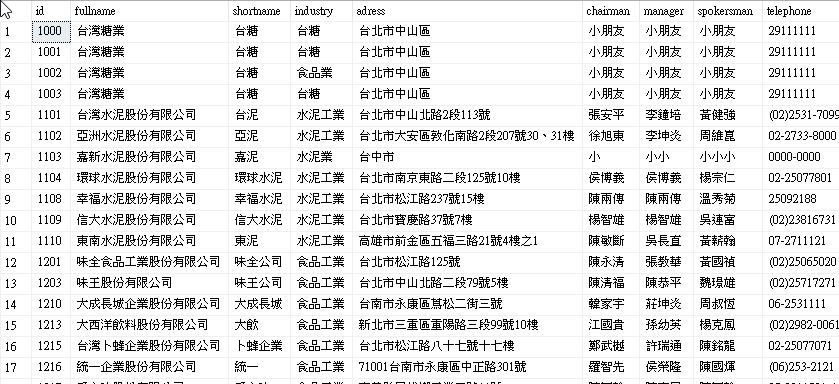 id fullname shortname industry adress chairman manager spokersman telephone
1 1000 台灣糖業 台糖 台糖 台北市中山區 小朋友 小朋友 小朋友 29111111
2 1001 台灣糖業 台糖 台糖 台北市中山區 小朋友 小朋友 小朋友 29111111
3 1002 台灣糖業 台糖 食品業 台北市中山區 小朋友 小朋友 小朋友 29111111
4 1003 台灣糖業 台糖 台糖 台北市中山區 小朋友 小朋友 小朋友 29111111
5 1101 台灣水泥股份有限公司 台泥 水泥工業 台北市中山北路2段113號 張安平 李鐘培 黃健強 (02)2531-7099
6 1102 亞洲水泥股份有限公司 亞泥 水泥工業 台北市大安區敦化南路2段207號30、31樓 徐旭東 李坤炎 周維崑 02-2733-8000
7 1103 嘉新水泥股份有限公司 嘉泥 水泥業 台中市 小 小 小小小 0000-0000
8 1104 環球水泥股份有限公司 環球水泥 水泥工業 台北市南京東路二段125號10樓 侯博義 侯博義 楊宗仁 02-25077801
9 1108 幸福水泥股份有限公司 幸福水泥 水泥工業 台北市松江路237號15樓 陳兩傳 陳兩傳 溫秀菊 25092188
10 1109 信大水泥股份有限公司 信大水泥 水泥工業 台北市寶慶路37號7樓 楊智雄 楊智雄 吳連富 (02)23816731
11 1110 東南水泥股份有限公司 東泥 水泥工業 高雄市前金區五福三路21號4樓之1 陳敏斷 吳長直 黃薪翰 07-2711121
12 1201 味全食品工業股份有限公司 味全公司 食品工業 台北市松江路125號 陳永清 張教華 黃國禎 (02)25065020
13 1203 味王股份有限公司 味王公司 食品工業 台北市中山北路二段79號5樓 陳清福 陳恭平 魏璟雄 (02)25717271
14 1210 大成長城企業股份有限公司 大成長城 食品工業 台南市永康區蔦松二街三號 韓家宇 莊坤炎 周叔恆 06-2531111
15 1213 大西洋飲料股份有限公司 大飲 食品工業 新北市三重區重陽路三段99號10樓 江國貴 孫幼英 楊克鳳 (02)2982-0061
16 1215 台灣卜蜂企業股份有限公司 卜蜂企業 食品工業 台北市松江路八十七號十七樓 鄭武樾 許瑞通 陳銘龍 02-25077071
17 1216 統一企業股份有限公司 統一 食品工業 71001台南市永康區中正路301號 羅智先 侯榮隆 陳國煇 (06)253-2121